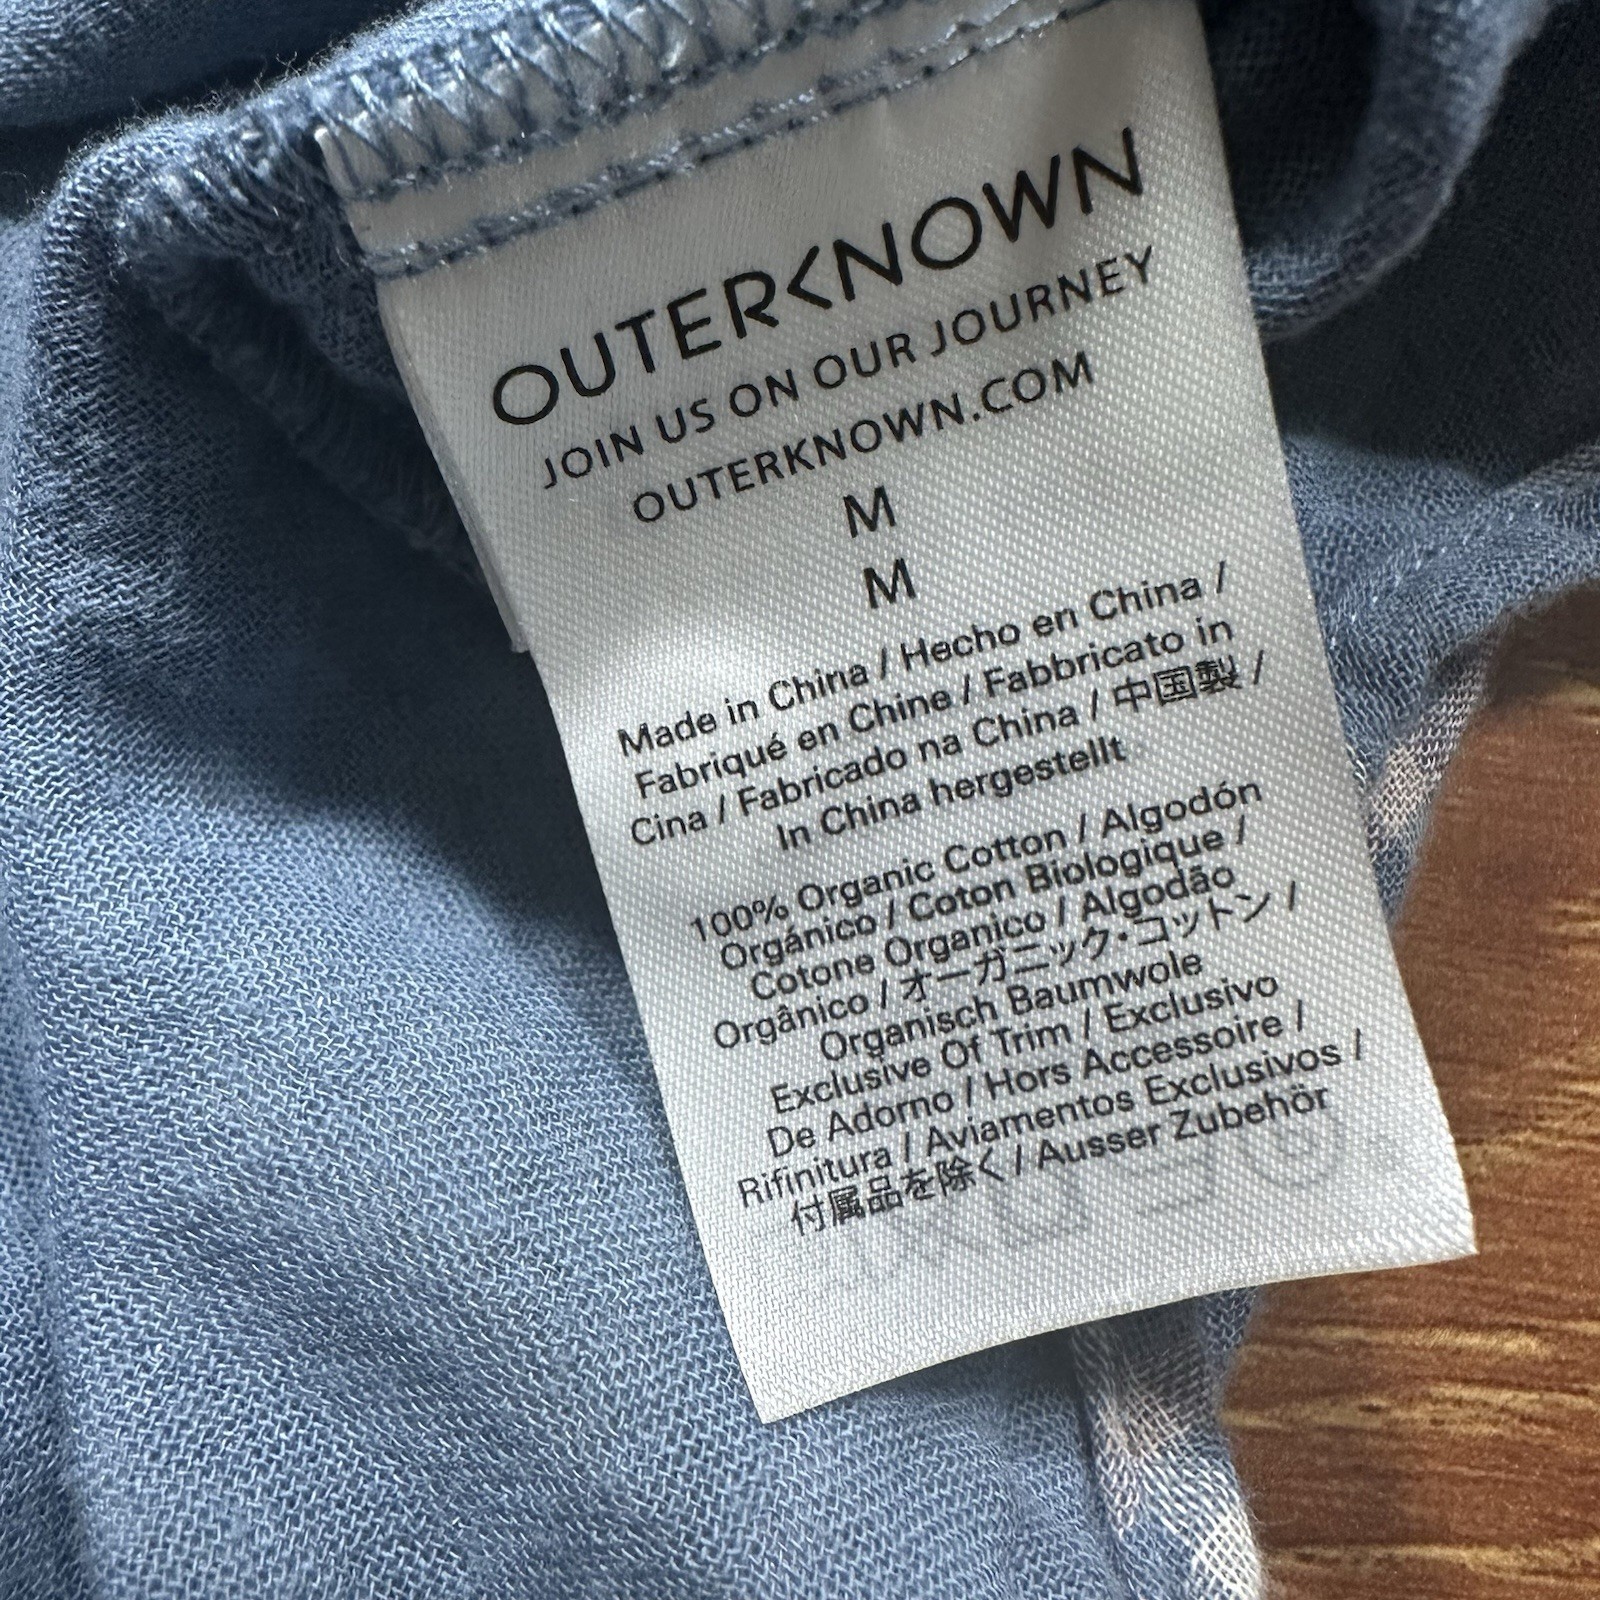 OUTERKNOWN
JOIN US ON OUR JOURNEY
OUTERKNOWN.COM
M
M
Made in China / Hecho en China /
Fabriqué en Chine / Fabbricato in
Cina / Fabricado na China / 中国製 /
In China hergestellt
100% Organic Cotton / Algodón
Orgánico / Coton Biologique /
Cotone Organico / Algodão
Orgânico / オーガニック・コットン /
Organisch Baumwole
Exclusive Of Trim / Exclusivo
De Adorno / Hors Accessoire /
Rifinitura / Aviamentos Exclusivos /
付属品を除く / Ausser Zubehör